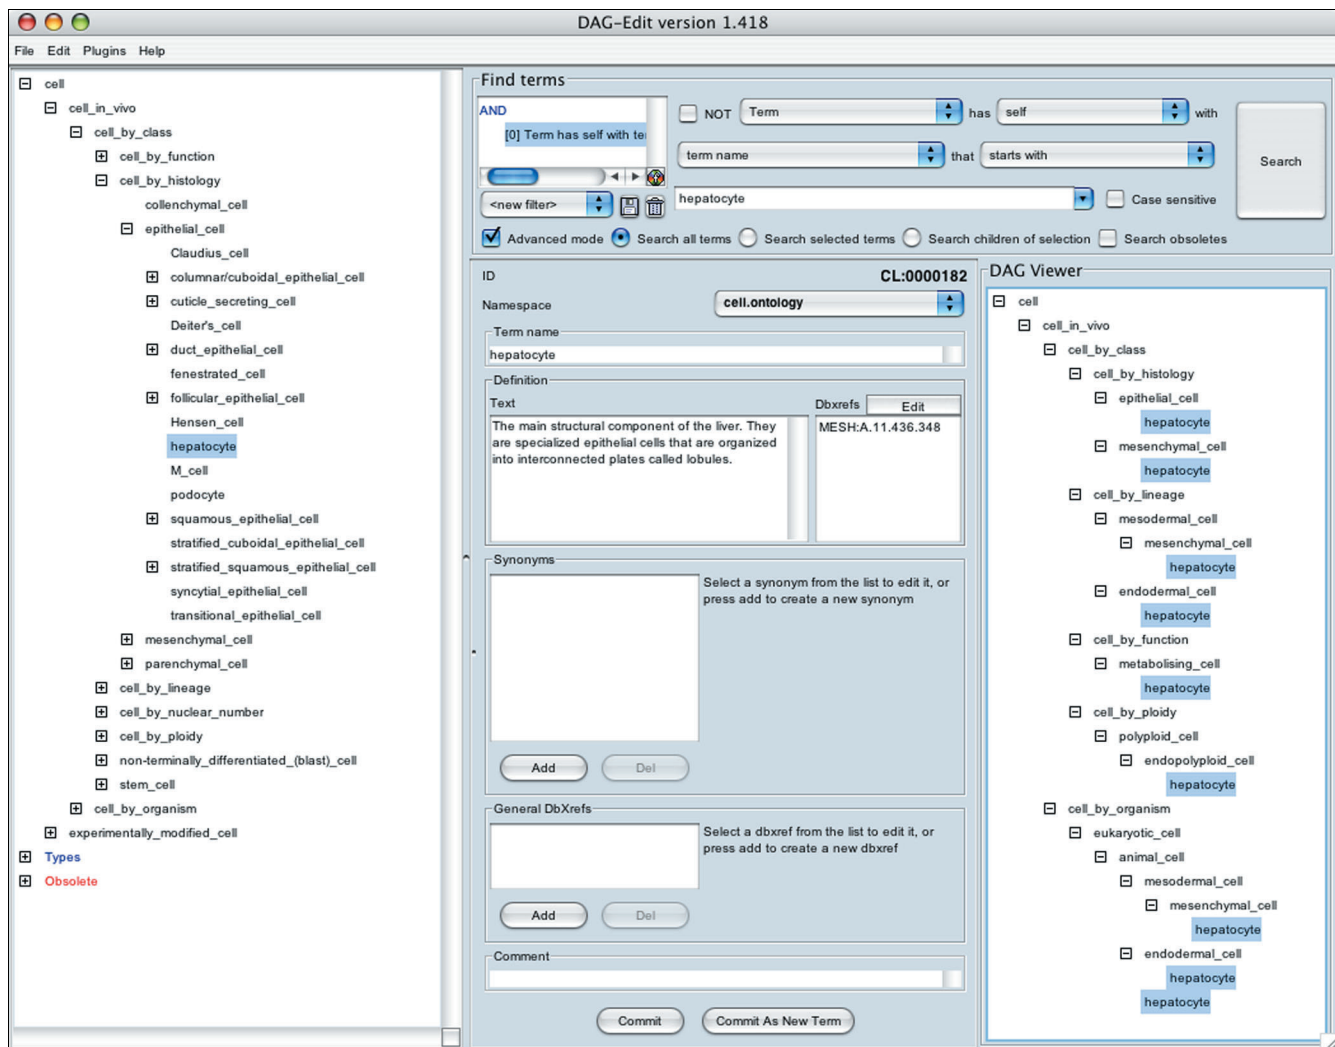 DAG-Edit version 1.418
File Edit Plugins Help
cell
cell_in_vivo
cell_by_class
cell_by_function
cell_by_histology
collenchymal_cell
epithelial_cell
Claudius_cell
columnar/cuboidal_epithelial_cell
cuticle_secreting_cell
Deiter's_cell
duct_epithelial_cell
fenestrated_cell
follicular_epithelial_cell
Hensen_cell
hepatocyte
M_cell
podocyte
squamous_epithelial_cell
stratified_cuboidal_epithelial_cell
stratified_squamous_epithelial_cell
syncytial_epithelial_cell
transitional_epithelial_cell
mesenchymal_cell
parenchymal_cell
cell_by_lineage
cell_by_nuclear_number
cell_by_ploidy
non-terminally_differentiated_(blast)_cell
stem_cell
cell_by_organism
experimentally_modified_cell
Types
Obsolete
Find terms
AND
[0] Term has self with te
NOT Term has self with
term name that starts with
Search
<new filter>
hepatocyte
Case sensitive
Advanced mode Search all terms Search selected terms Search children of selection Search obsoletes
ID CL:0000182
Namespace cell.ontology
Term name
hepatocyte
Definition
Text Dbxrefs Edit
The main structural component of the liver. They
are specialized epithelial cells that are organized
into interconnected plates called lobules.
MESH:A.11.436.348
Synonyms
Select a synonym from the list to edit it, or
press add to create a new synonym
Add Del
General DbXrefs
Select a dbxref from the list to edit it, or
press add to create a new dbxref
Add Del
Comment
Commit Commit As New Term
DAG Viewer
cell
cell_in_vivo
cell_by_class
cell_by_histology
epithelial_cell
hepatocyte
mesenchymal_cell
hepatocyte
cell_by_lineage
mesodermal_cell
mesenchymal_cell
hepatocyte
endodermal_cell
hepatocyte
cell_by_function
metabolising_cell
hepatocyte
cell_by_ploidy
polyploid_cell
endopolyploid_cell
hepatocyte
cell_by_organism
eukaryotic_cell
animal_cell
mesodermal_cell
mesenchymal_cell
hepatocyte
endodermal_cell
hepatocyte
hepatocyte